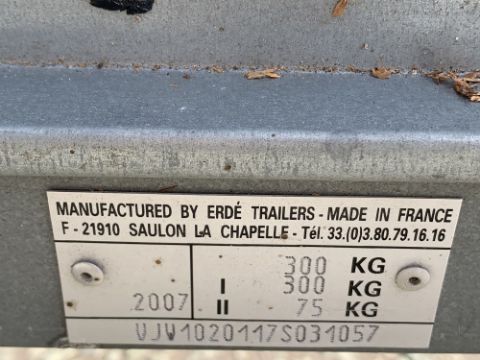 MANUFACTURED BY ERDÉ TRAILERS - MADE IN FRANCE
F - 21910 SAULON LA CHAPELLE - Tél. 33.(0)3.80.79.16.16
300 KG
I 300 KG
2007 II 75 KG
VJW1020117S031057